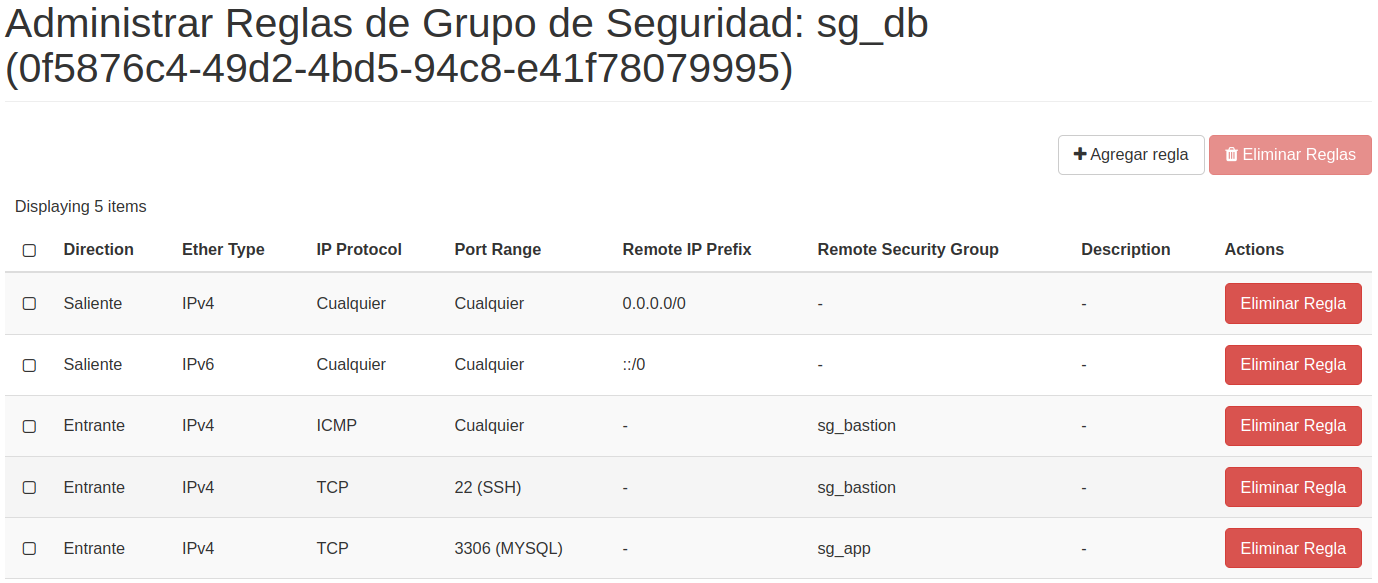 Administrar Reglas de Grupo de Seguridad: sg_db
(0f5876c4-49d2-4bd5-94c8-e41f78079995)
Agregar regla Eliminar Reglas
Displaying 5 items
Direction Ether Type IP Protocol Port Range Remote IP Prefix Remote Security Group Description Actions
Saliente IPv4 Cualquier Cualquier 0.0.0.0/0 - - Eliminar Regla
Saliente IPv6 Cualquier Cualquier ::/0 - - Eliminar Regla
Entrante IPv4 ICMP Cualquier - sg_bastion - Eliminar Regla
Entrante IPv4 TCP 22 (SSH) - sg_bastion - Eliminar Regla
Entrante IPv4 TCP 3306 (MYSQL) - sg_app - Eliminar Regla